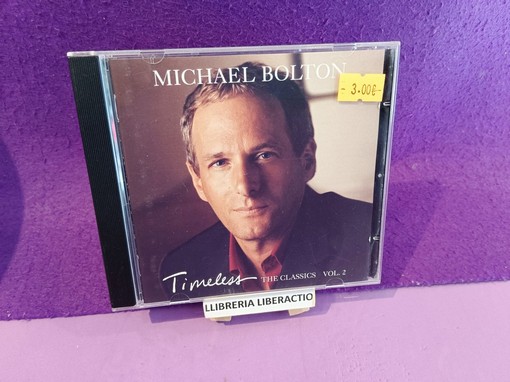 MICHAEL BOLTON
- 3.00€-
Timeless THE CLASSICS VOL. 2
LLIBRERIA LIBERACTIO